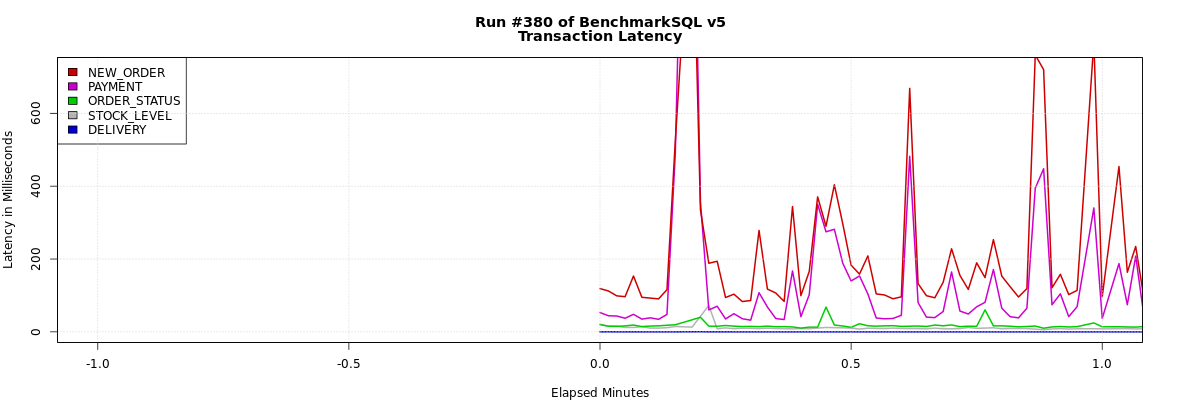 Run #380 of BenchmarkSQL v5
Transaction Latency
NEW_ORDER
PAYMENT
ORDER_STATUS
STOCK_LEVEL
DELIVERY
Latency in Milliseconds
600
400
200
0
-1.0 -0.5 0.0 0.5 1.0
Elapsed Minutes